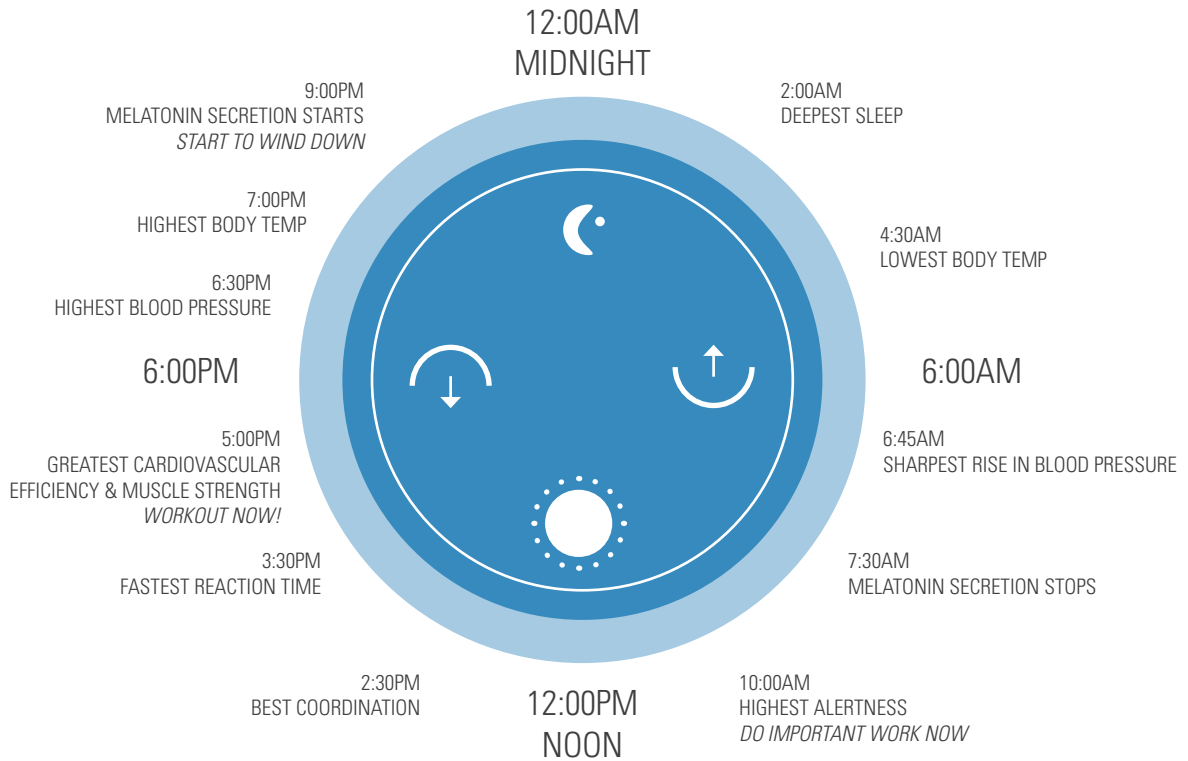 12:00AM
MIDNIGHT
2:00AM
DEEPEST SLEEP
4:30AM
LOWEST BODY TEMP
6:00AM
6:45AM
SHARPEST RISE IN BLOOD PRESSURE
7:30AM
MELATONIN SECRETION STOPS
10:00AM
HIGHEST ALERTNESS
DO IMPORTANT WORK NOW
12:00PM
NOON
2:30PM
BEST COORDINATION
3:30PM
FASTEST REACTION TIME
5:00PM
GREATEST CARDIOVASCULAR
EFFICIENCY & MUSCLE STRENGTH
WORKOUT NOW!
6:00PM
6:30PM
HIGHEST BLOOD PRESSURE
7:00PM
HIGHEST BODY TEMP
9:00PM
MELATONIN SECRETION STARTS
START TO WIND DOWN